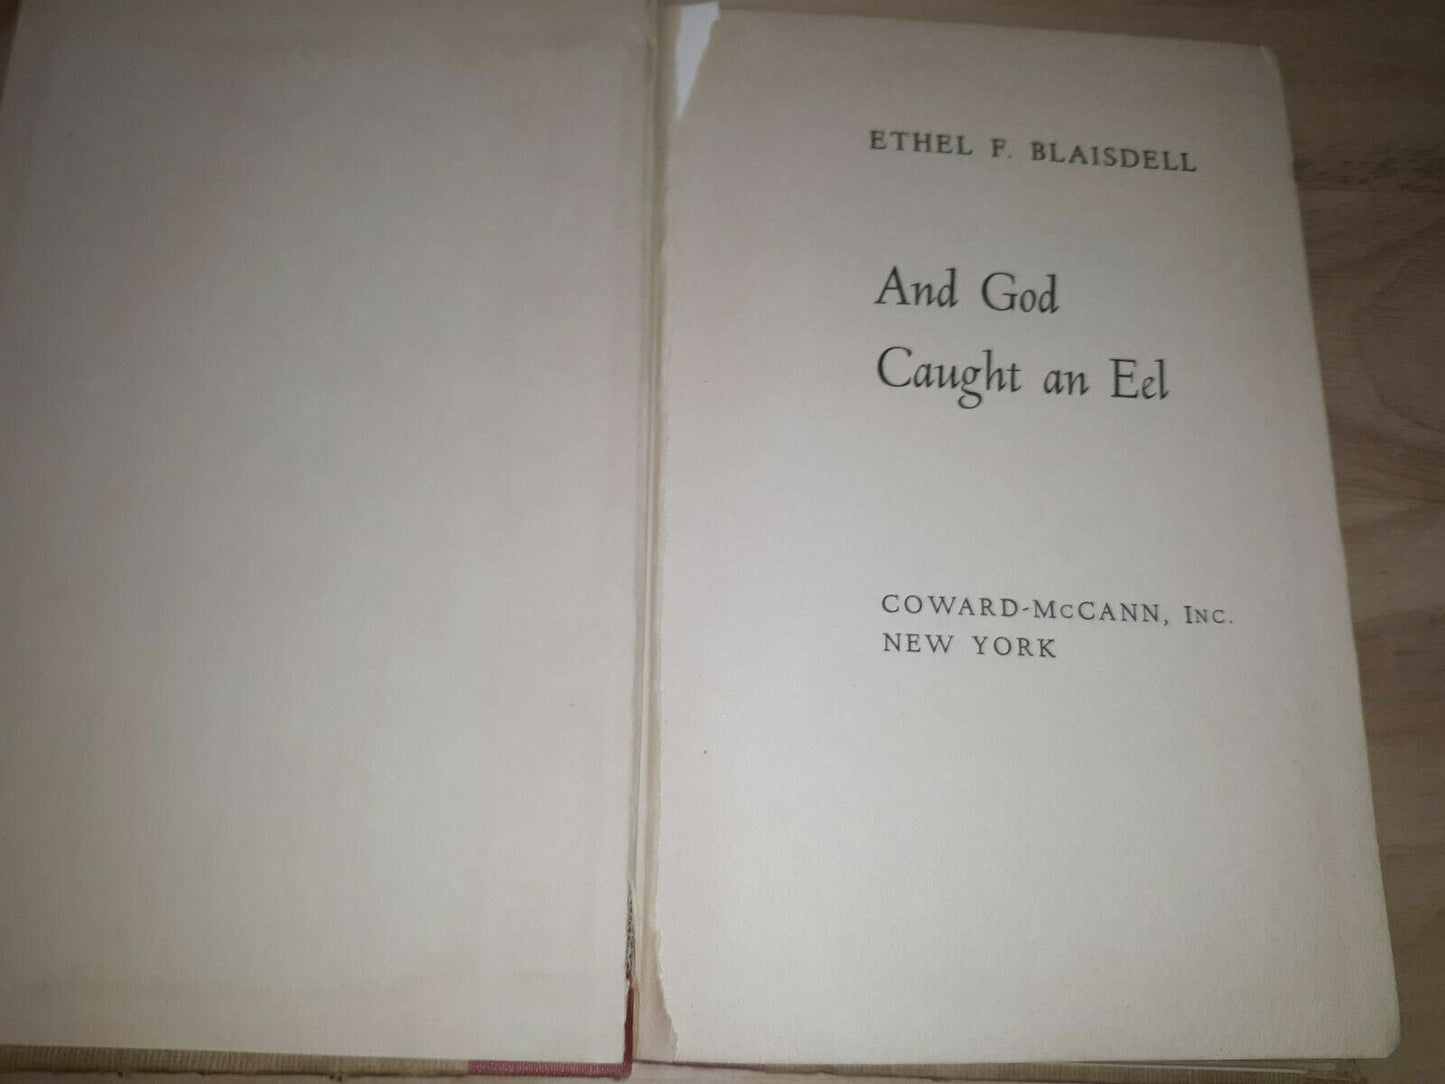 ETHEL F. BLAISDELL
And God
Caught an Eel
COWARD-McCANN, INC.
NEW YORK